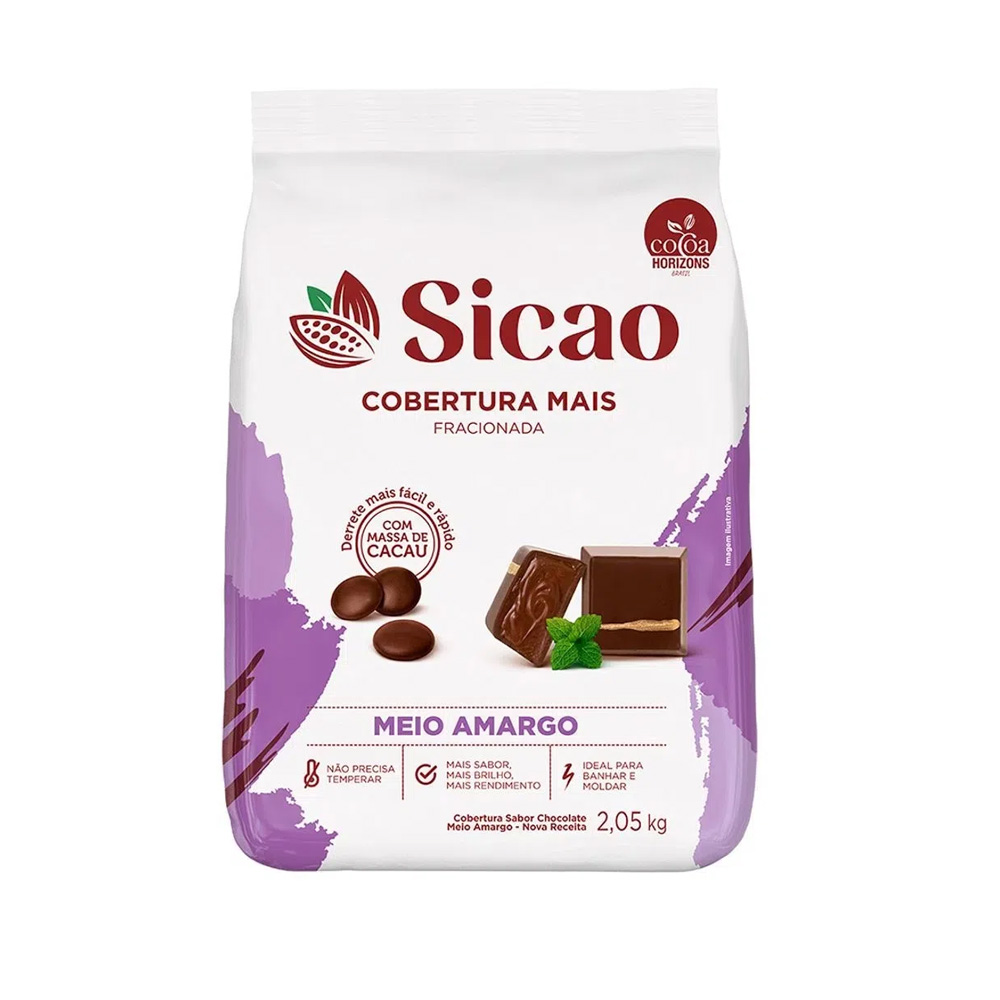 cocoa
HORIZONS
BRASIL
Sicao
COBERTURA MAIS
FRACIONADA
Derrete mais fácil e rápido
COM
MASSA DE
CACAU
Imagem ilustrativa
MEIO AMARGO
NÃO PRECISA
TEMPERAR
MAIS SABOR,
MAIS BRILHO,
MAIS RENDIMENTO
IDEAL PARA
BANHAR E
MOLDAR
Cobertura Sabor Chocolate
Meio Amargo - Nova Receita
2,05 kg